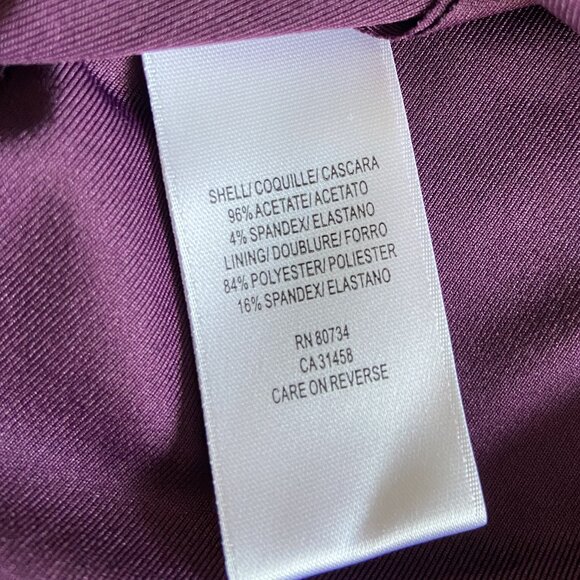 SHELL/ COQUILLE/ CASCARA
96% ACETATE/ ACETATO
4% SPANDEX/ ELASTANO
LINING/ DOUBLURE/ FORRO
84% POLYESTER/ POLIESTER
16% SPANDEX/ ELASTANO
RN 80734
CA 31458
CARE ON REVERSE